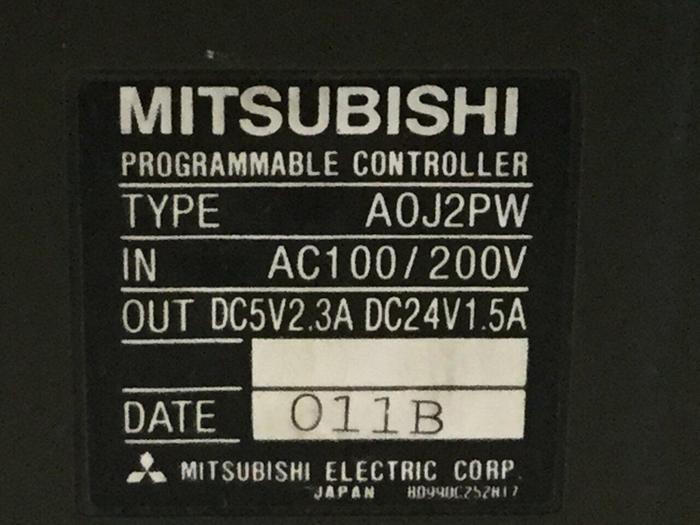 MITSUBISHI
PROGRAMMABLE CONTROLLER
TYPE A0J2PW
IN AC100/200V
OUT DC5V2.3A DC24V1.5A
DATE 011B
MITSUBISHI ELECTRIC CORP.
JAPAN